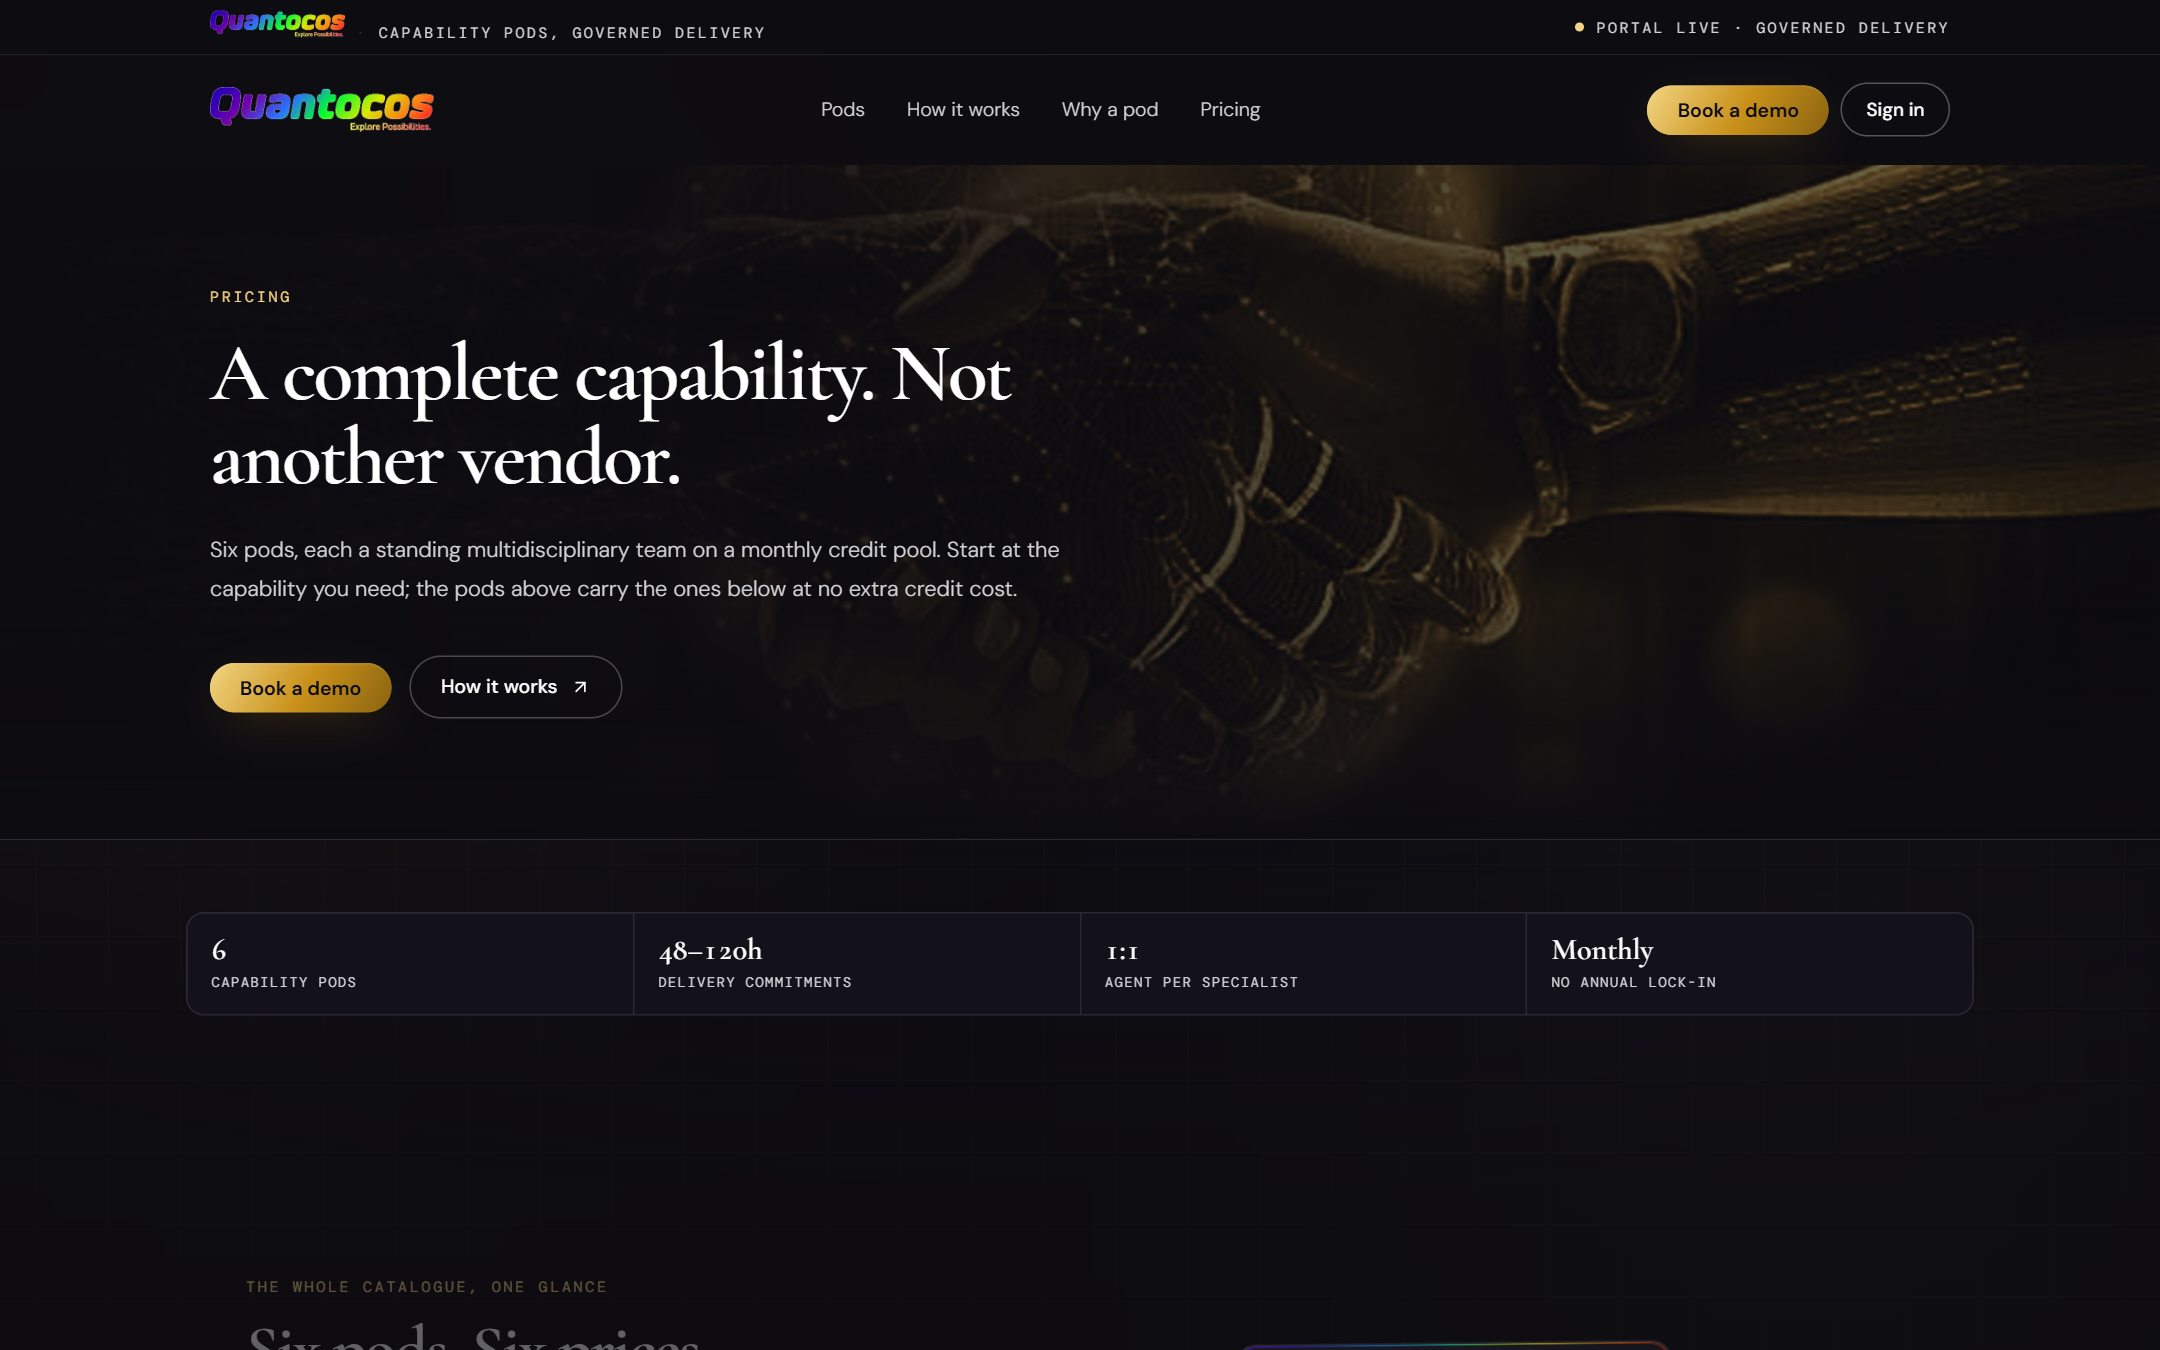 Quantocos
Explore Possibilities.
· CAPABILITY PODS, GOVERNED DELIVERY
PORTAL LIVE · GOVERNED DELIVERY
Quantocos
Explore Possibilities.
Pods
How it works
Why a pod
Pricing
Book a demo
Sign in
PRICING
A complete capability. Not
another vendor.
Six pods, each a standing multidisciplinary team on a monthly credit pool. Start at the
capability you need; the pods above carry the ones below at no extra credit cost.
Book a demo
How it works
6
CAPABILITY PODS
48–120h
DELIVERY COMMITMENTS
1:1
AGENT PER SPECIALIST
Monthly
NO ANNUAL LOCK-IN
THE WHOLE CATALOGUE, ONE GLANCE
Six pods. Six prices